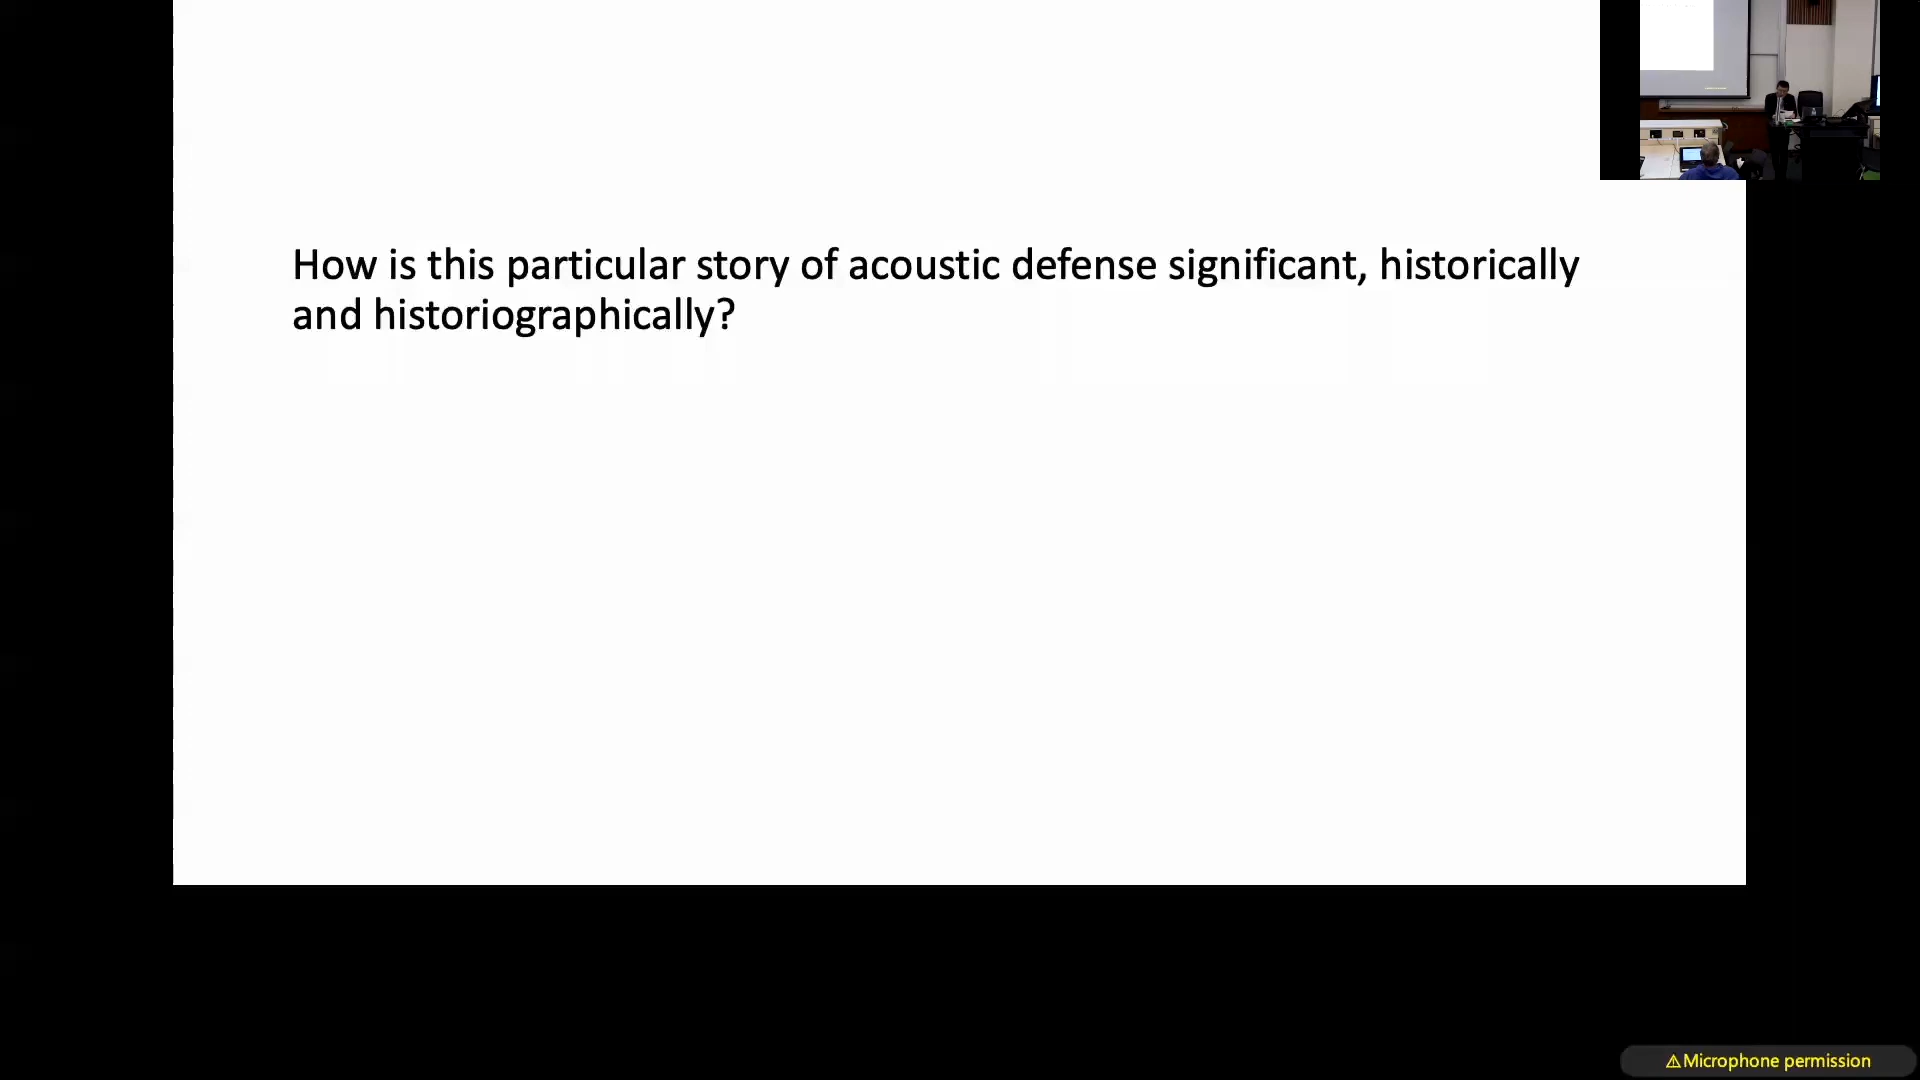 How is this particular story of acoustic defense significant, historically
and historiographically?
⚠Microphone permission